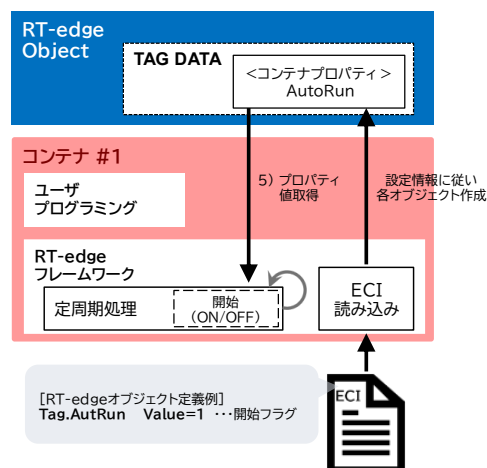 RT-edge
Object
TAG DATA
<コンテナプロパティ>
AutoRun
コンテナ #1
ユーザ
プログラミング
5) プロパティ
値取得
設定情報に従い
各オブジェクト作成
RT-edge
フレームワーク
定周期処理
開始
(ON/OFF)
ECI
読み込み
[RT-edgeオブジェクト定義例]
Tag.AutRun Value=1 …開始フラグ
ECI